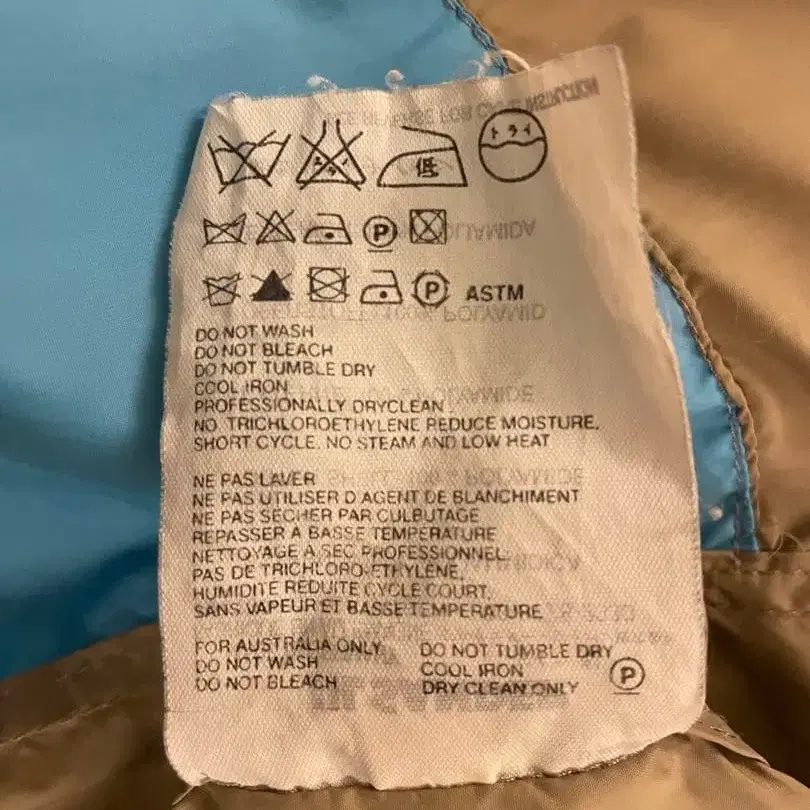 低 ドライ
P
P ASTM
DO NOT WASH
DO NOT BLEACH
DO NOT TUMBLE DRY
COOL IRON
PROFESSIONALLY DRYCLEAN
NO. TRICHLOROETHYLENE REDUCE MOISTURE,
SHORT CYCLE. NO STEAM AND LOW HEAT
NE PAS LAVER
NE PAS UTILISER D AGENT DE BLANCHIMENT
NE PAS SECHER PAR CULBUTAGE
REPASSER A BASSE TEMPERATURE
NETTOYAGE A SEC PROFESSIONNEL.
PAS DE TRICHLORO-ETHYLENE,
HUMIDITE REDUITE CYCLE COURT,
SANS VAPEUR ET BASSE TEMPERATURE
FOR AUSTRALIA ONLY
DO NOT WASH
DO NOT BLEACH
DO NOT TUMBLE DRY
COOL IRON
DRY CLEAN ONLY
P